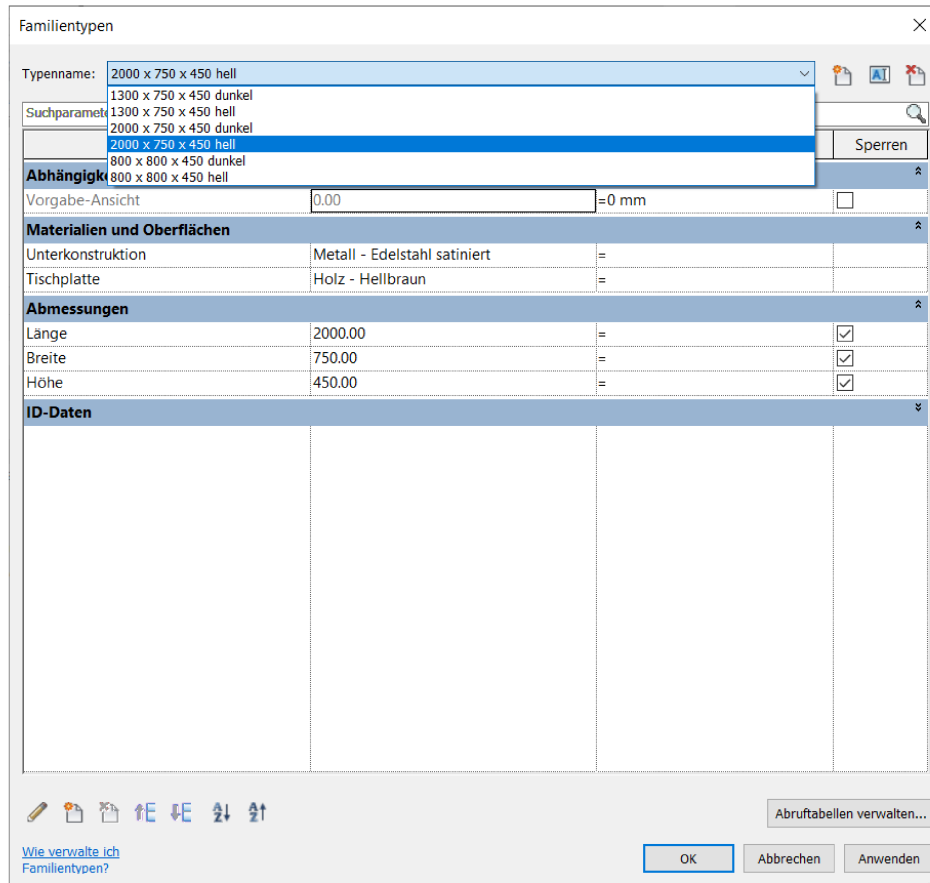 Familientypen
Typenname: 2000 x 750 x 450 hell
1300 x 750 x 450 dunkel
1300 x 750 x 450 hell
2000 x 750 x 450 dunkel
2000 x 750 x 450 hell
800 x 800 x 450 dunkel
800 x 800 x 450 hell
Suchparamete
Sperren
Abhängigk
Vorgabe-Ansicht 0.00 =0 mm
Materialien und Oberflächen
Unterkonstruktion Metall - Edelstahl satiniert =
Tischplatte Holz - Hellbraun =
Abmessungen
Länge 2000.00 =
Breite 750.00 =
Höhe 450.00 =
ID-Daten
Abruftabellen verwalten...
Wie verwalte ich
Familientypen?
OK Abbrechen Anwenden